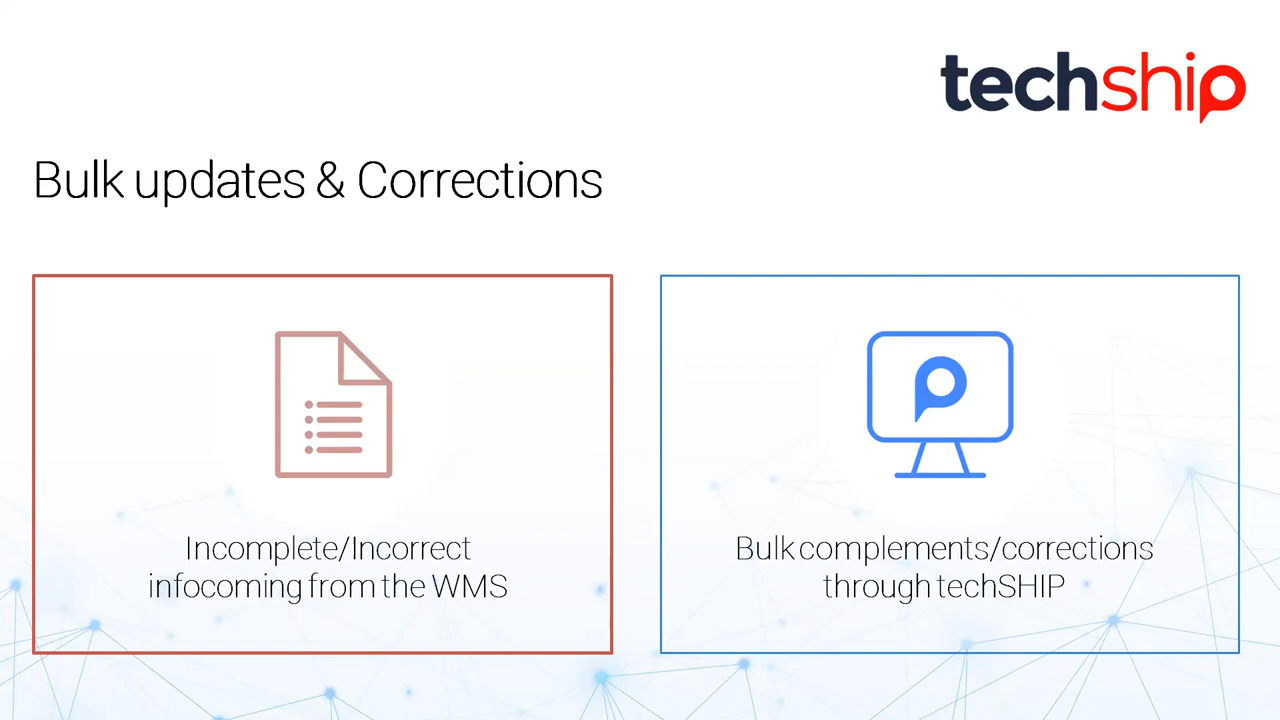 techship
Bulk updates & Corrections
Incomplete/Incorrect
infocoming from the WMS
Bulk complements/corrections
through techSHIP